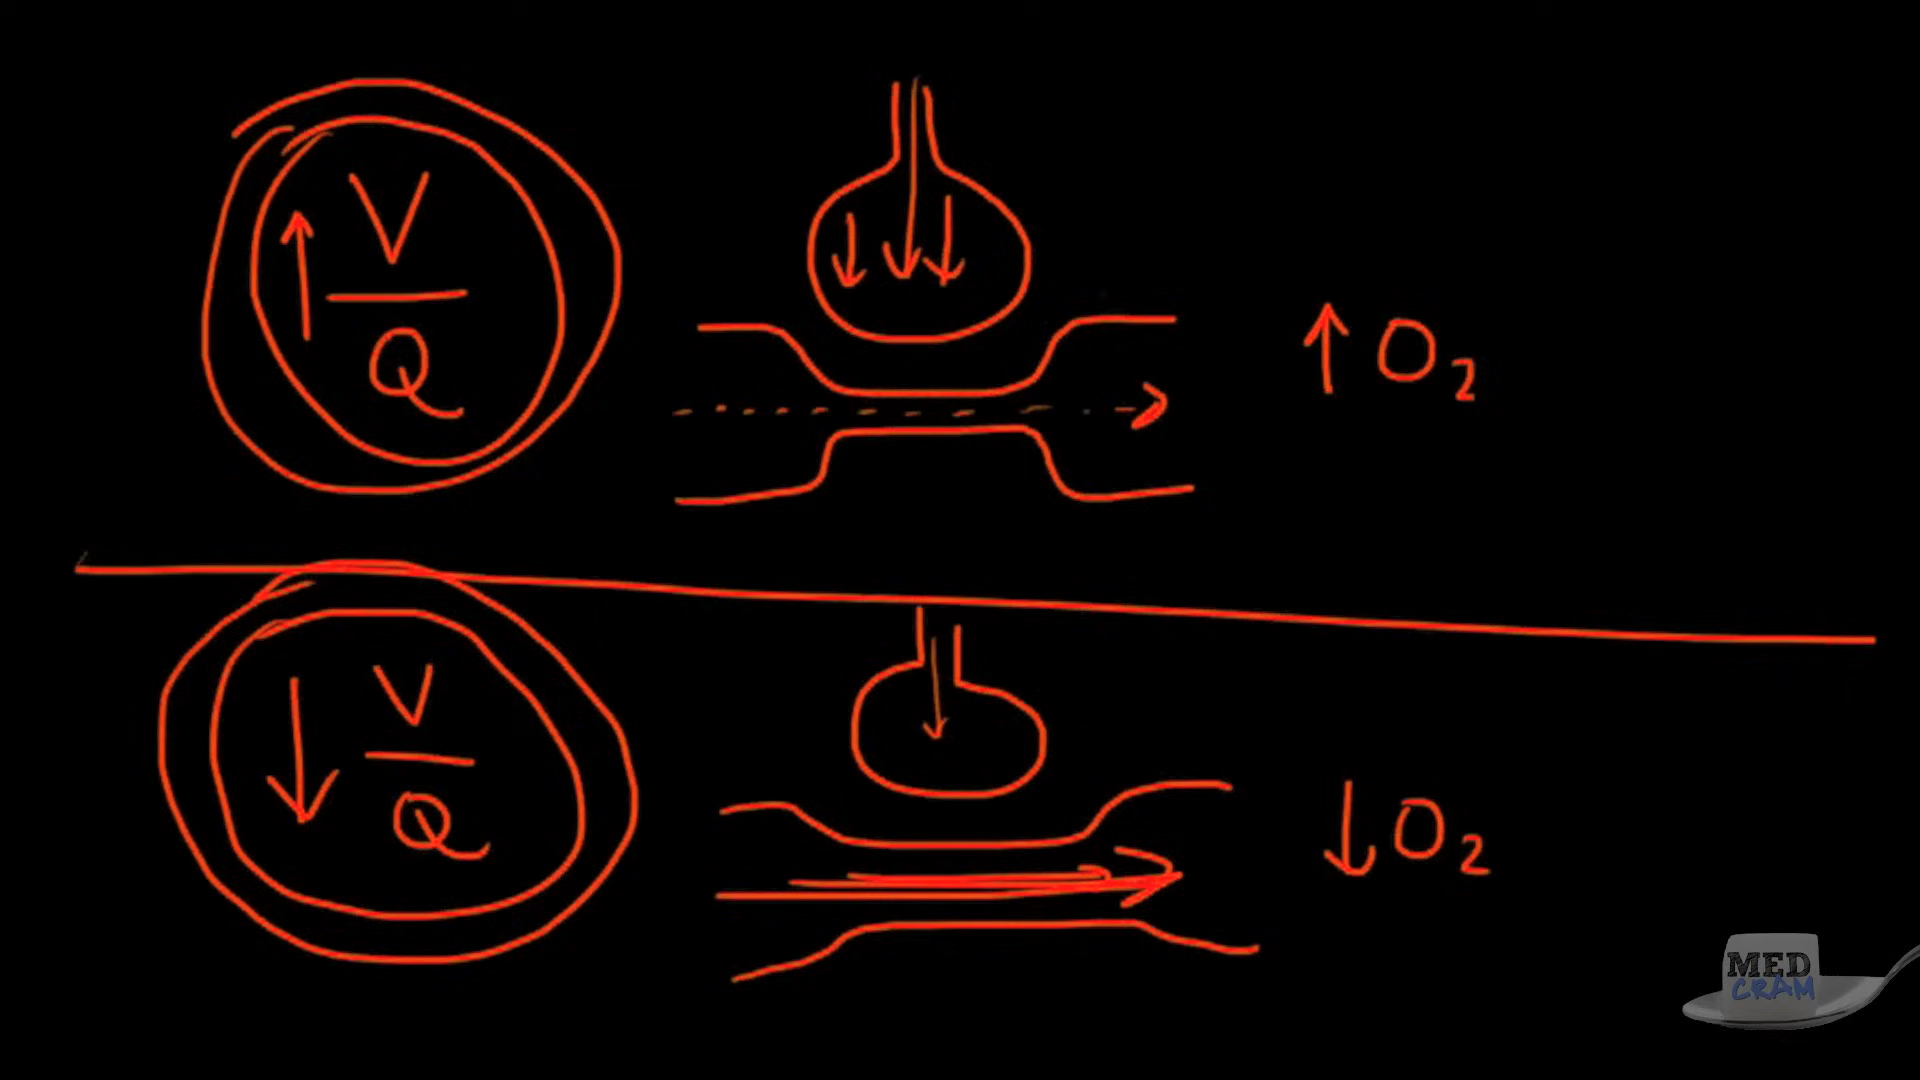 ↑ V
Q
↑ O₂
↓ V
Q
↓ O₂
MED
CRAM